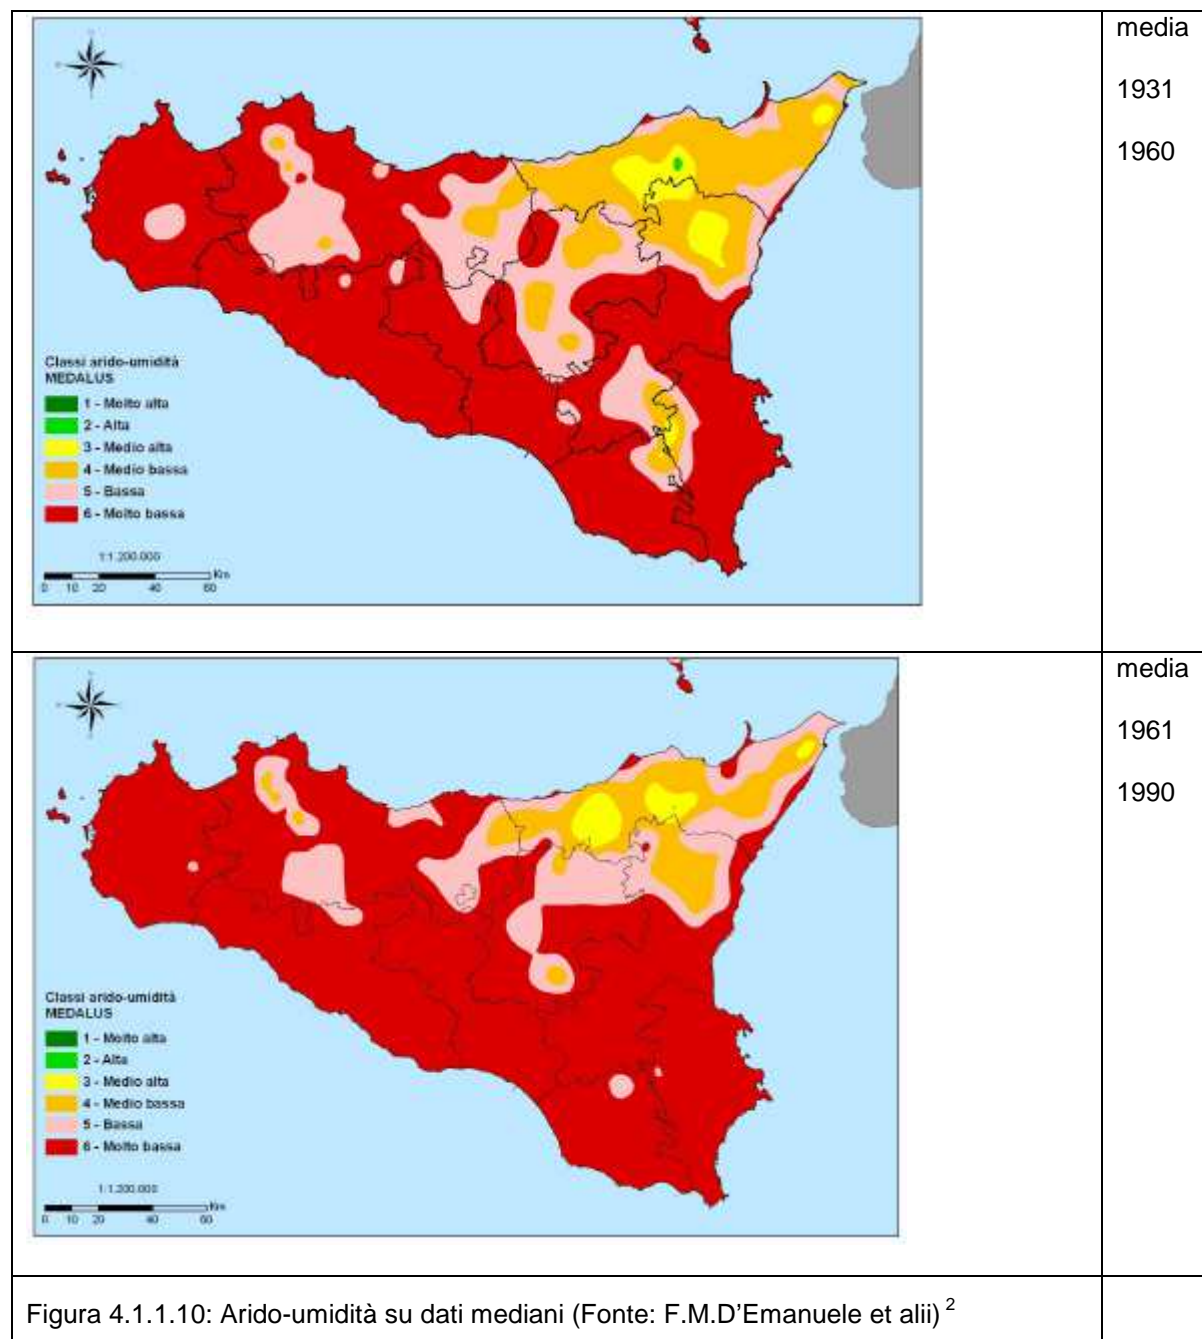 media
1931
1960
Classi arido-umidità
MEDALUS
1 - Molto alta
2 - Alta
3 - Medio alta
4 - Medio bassa
5 - Bassa
6 - Molto bassa
1:1.200.000
Km
0 10 20 40 60
media
1961
1990
Classi arido-umidità
MEDALUS
1 - Molto alta
2 - Alta
3 - Medio alta
4 - Medio bassa
5 - Bassa
6 - Molto bassa
1:1.200.000
Km
0 10 20 40 60
Figura 4.1.1.10: Arido-umidità su dati mediani (Fonte: F.M.D'Emanuele et alii) 2